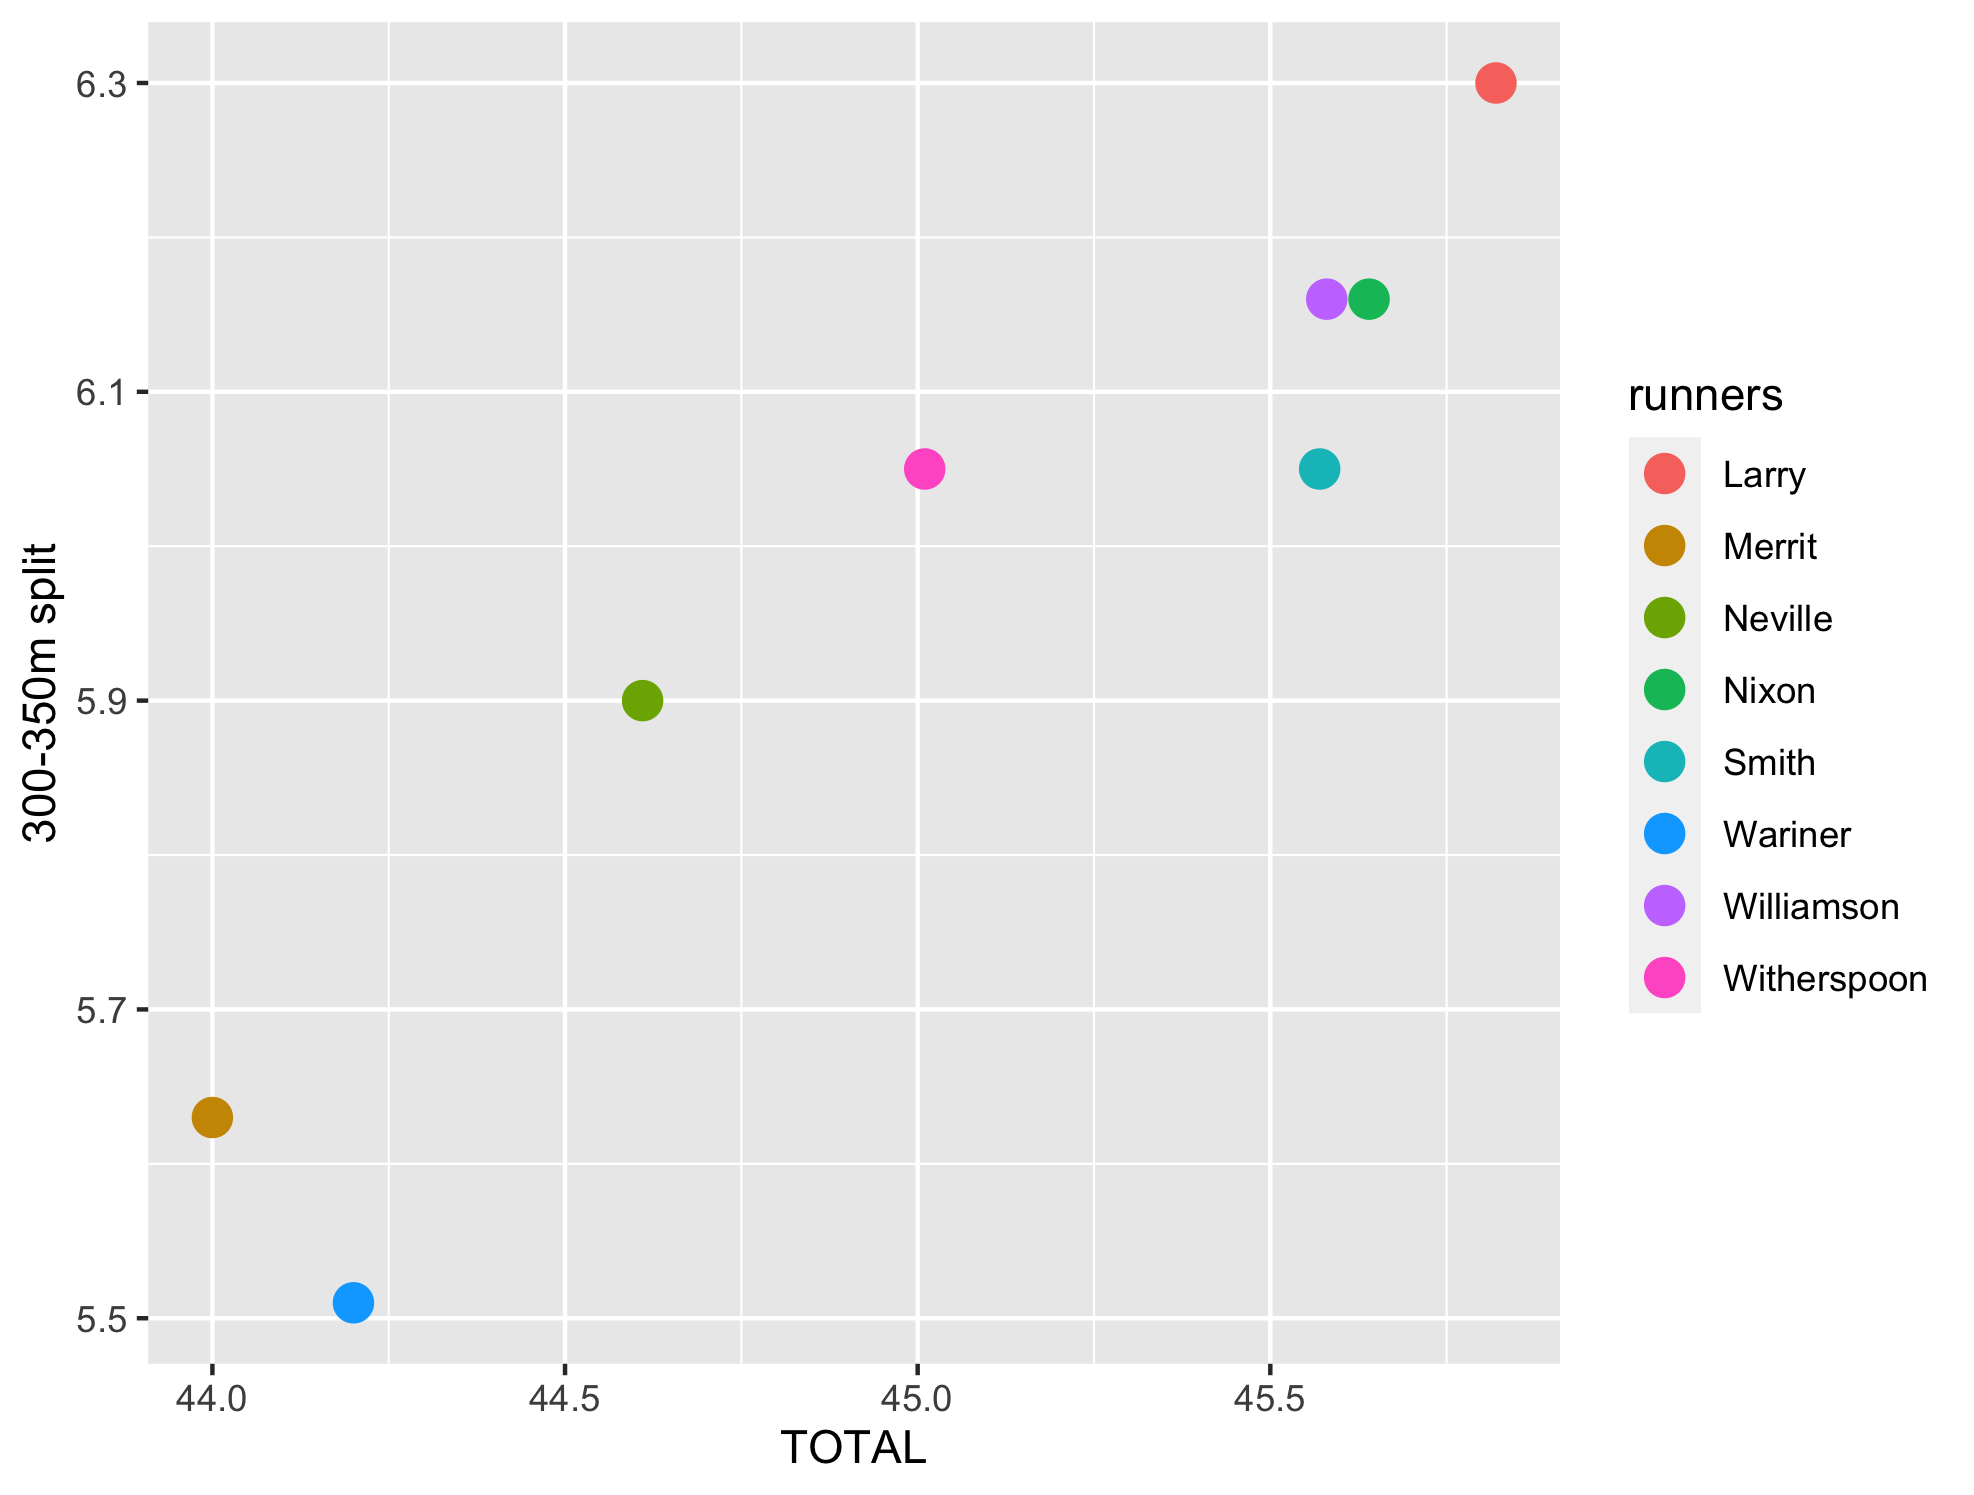 6.3
6.1
5.9
5.7
5.5
300-350m split
44.0
44.5
45.0
45.5
TOTAL
runners
Larry
Merrit
Neville
Nixon
Smith
Wariner
Williamson
Witherspoon